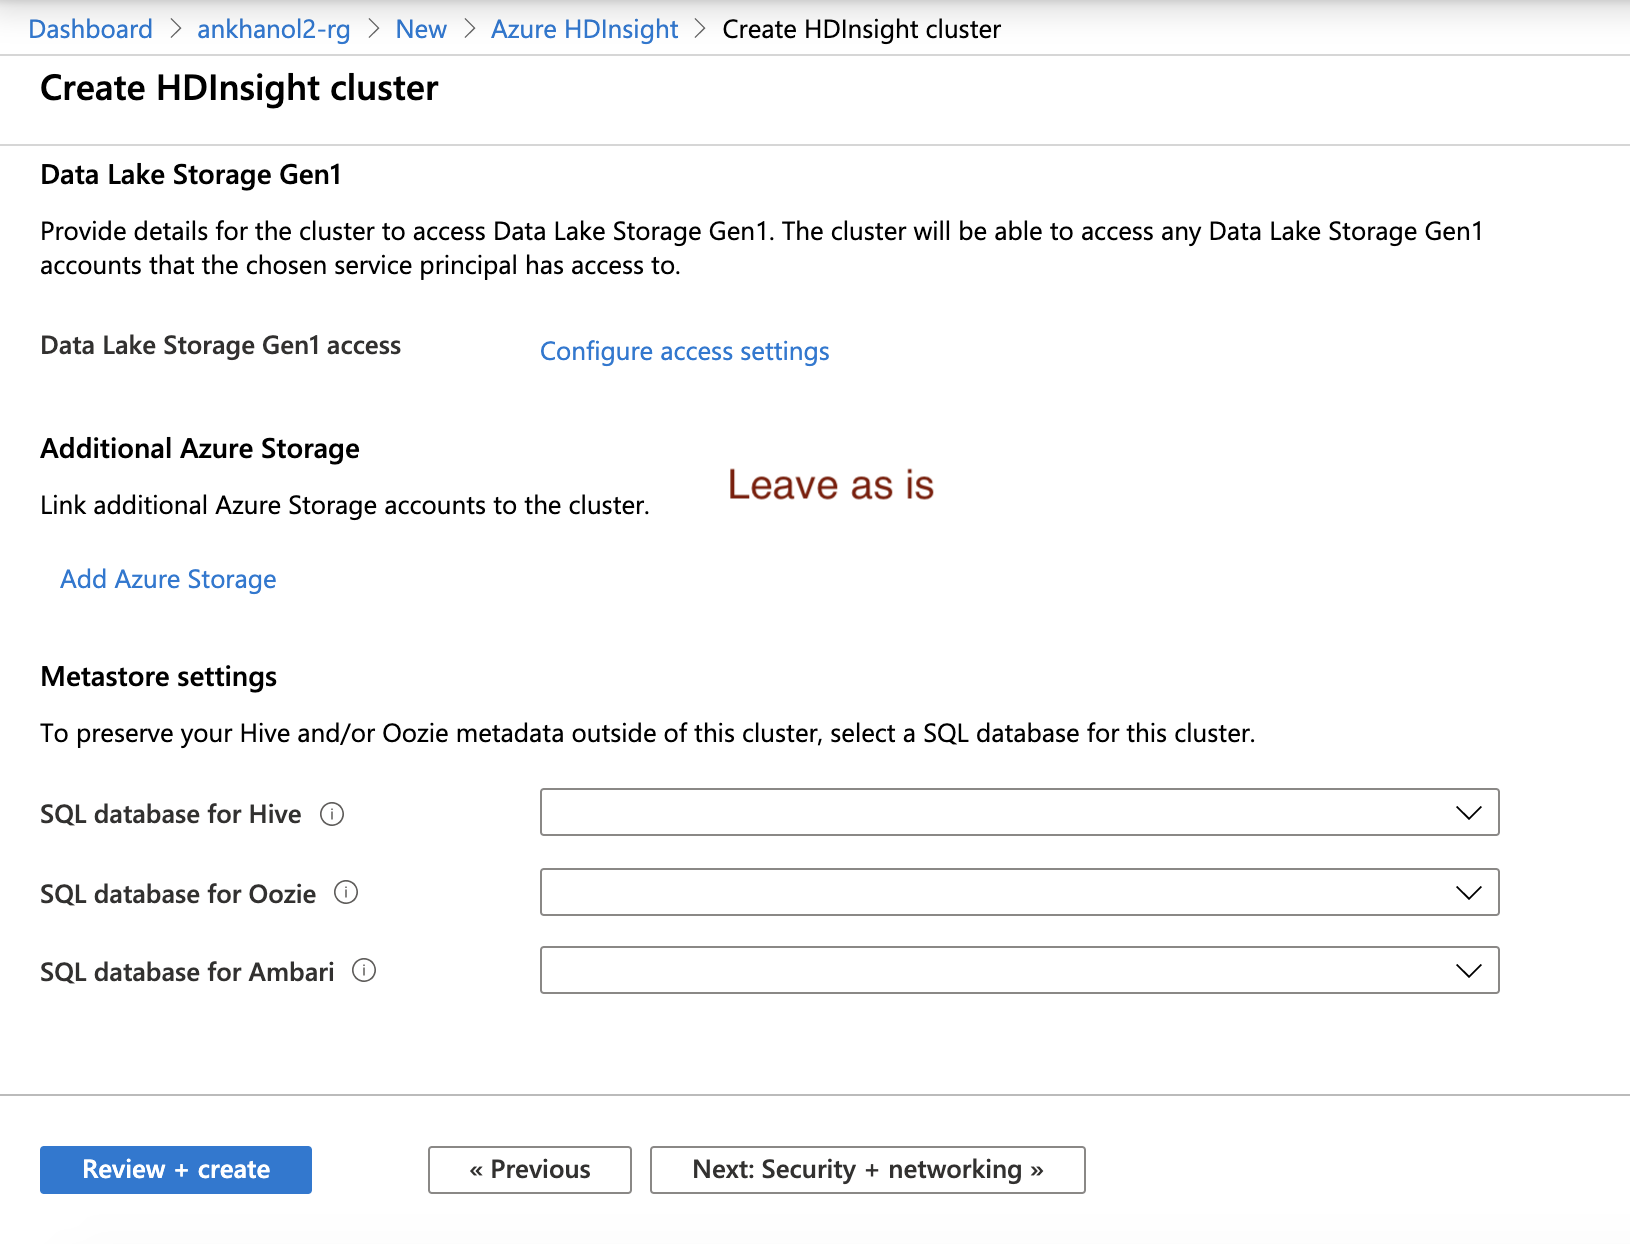 Dashboard > ankhanol2-rg > New > Azure HDInsight > Create HDInsight cluster
Create HDInsight cluster
Data Lake Storage Gen1
Provide details for the cluster to access Data Lake Storage Gen1. The cluster will be able to access any Data Lake Storage Gen1
accounts that the chosen service principal has access to.
Data Lake Storage Gen1 access
Configure access settings
Additional Azure Storage
Leave as is
Link additional Azure Storage accounts to the cluster.
Add Azure Storage
Metastore settings
To preserve your Hive and/or Oozie metadata outside of this cluster, select a SQL database for this cluster.
SQL database for Hive
SQL database for Oozie
SQL database for Ambari
Review + create
« Previous
Next: Security + networking »